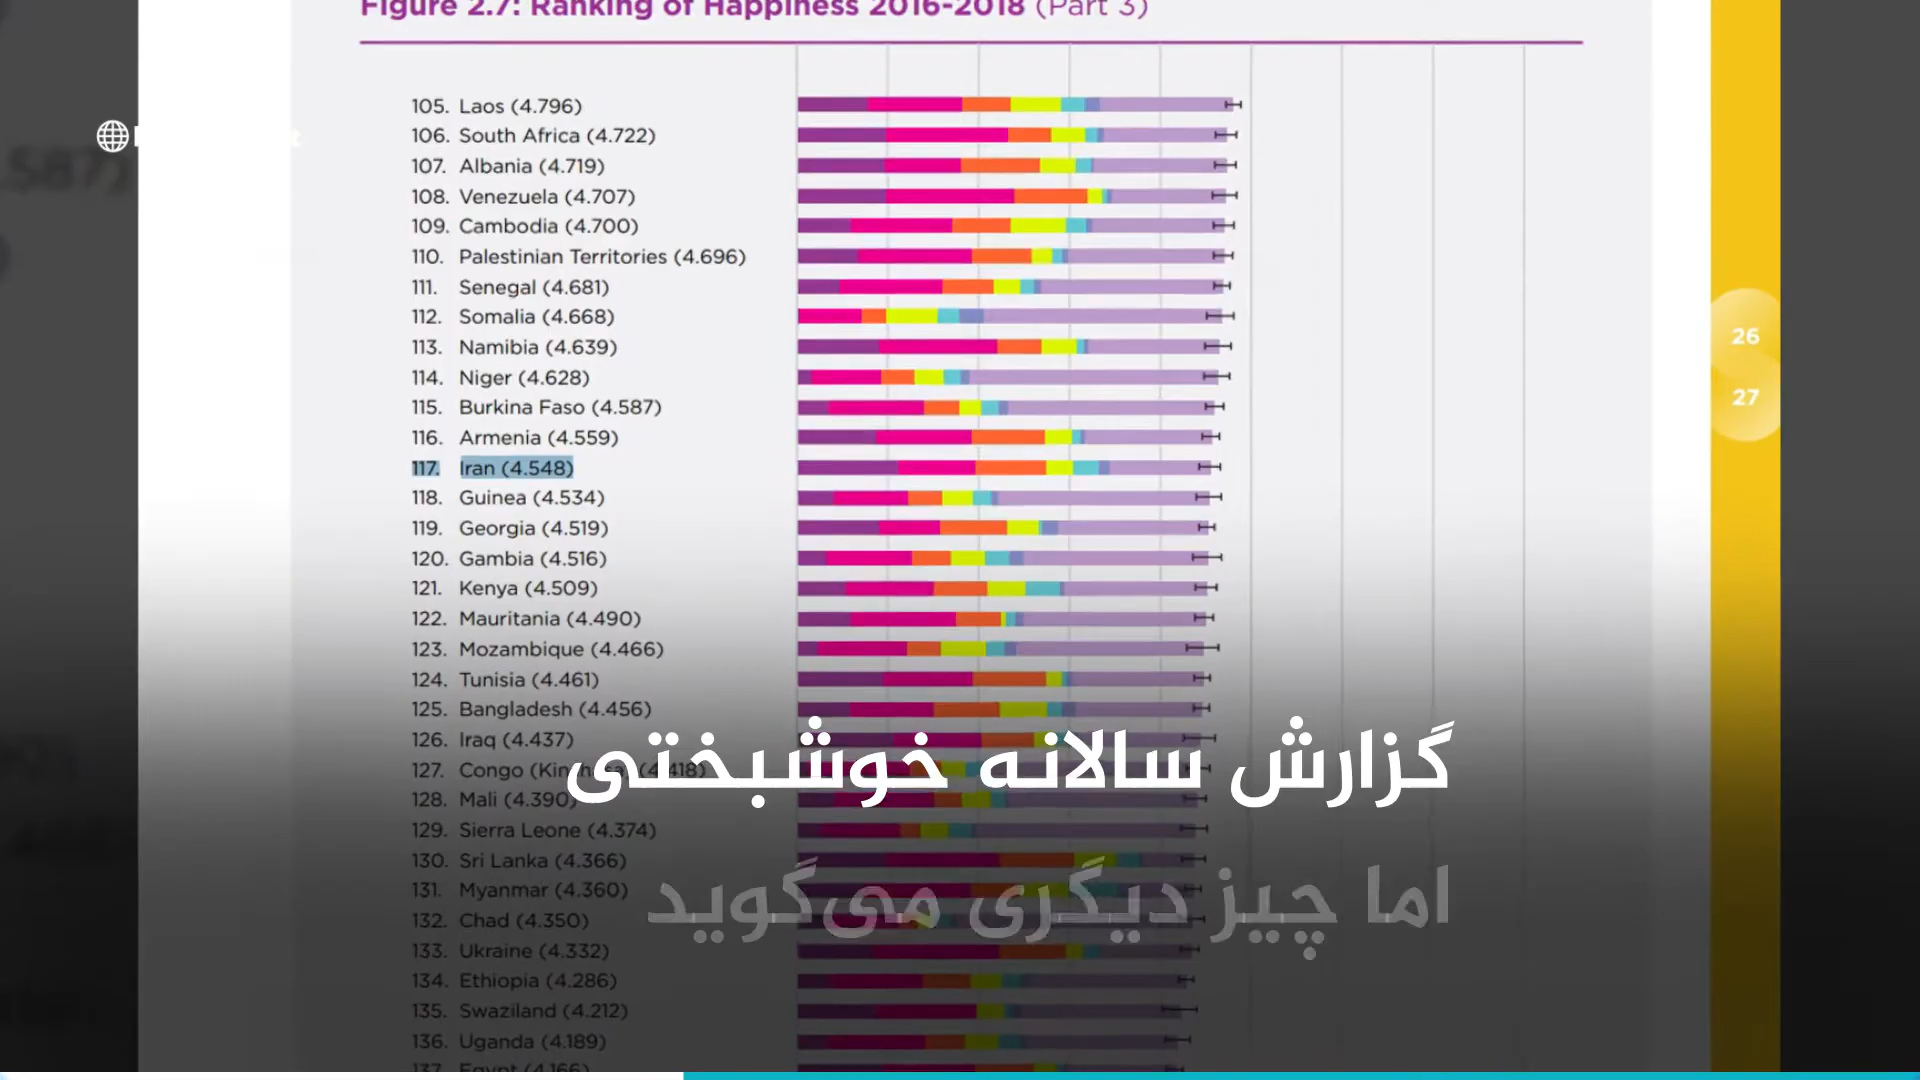 Figure 2.7: Ranking of Happiness 2016-2018 (Part 3)
105. Laos (4.796)
106. South Africa (4.722)
107. Albania (4.719)
108. Venezuela (4.707)
109. Cambodia (4.700)
110. Palestinian Territories (4.696)
111. Senegal (4.681)
112. Somalia (4.668)
113. Namibia (4.639)
114. Niger (4.628)
115. Burkina Faso (4.587)
116. Armenia (4.559)
117. Iran (4.548)
118. Guinea (4.534)
119. Georgia (4.519)
120. Gambia (4.516)
121. Kenya (4.509)
122. Mauritania (4.490)
123. Mozambique (4.466)
124. Tunisia (4.461)
125. Bangladesh (4.456)
126. Iraq (4.437)
127. Congo (4.418)
128. Mali (4.390)
129. Sierra Leone (4.374)
130. Sri Lanka (4.366)
131. Myanmar (4.360)
132. Chad (4.350)
133. Ukraine (4.332)
134. Ethiopia (4.286)
135. Swaziland (4.212)
136. Uganda (4.189)
137. Egypt (4.166)
26
27
گزارش سالانه خوشبختی
اما چیز دیگری می‌گوید